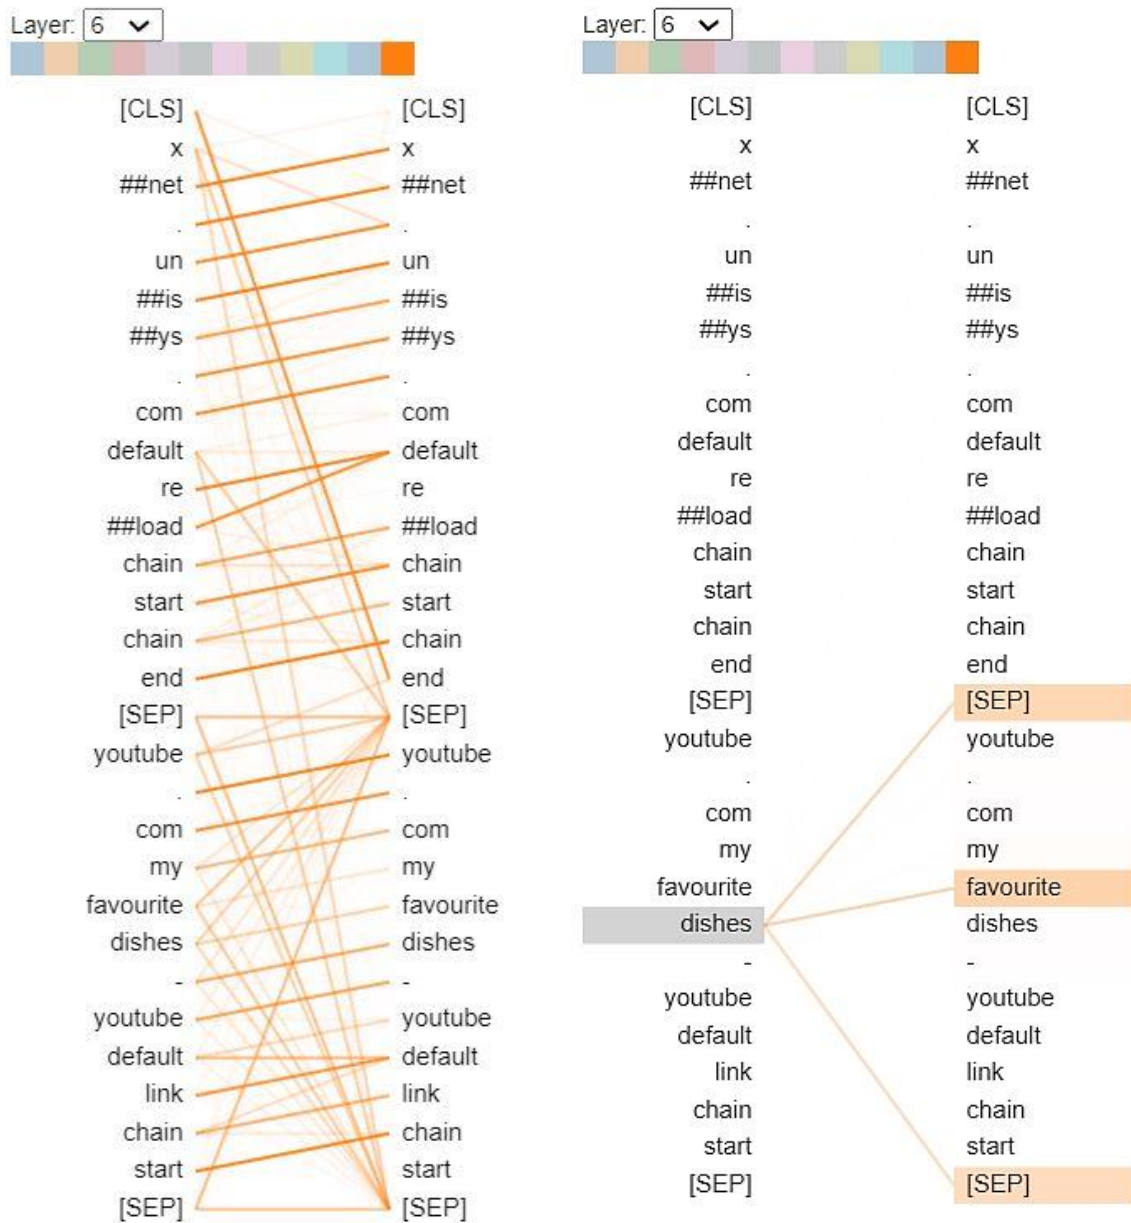 Layer: 6
[CLS] [CLS]
x x
##net ##net
. .
un un
##is ##is
##ys ##ys
. .
com com
default default
re re
##load ##load
chain chain
start start
chain chain
end end
[SEP] [SEP]
youtube youtube
. .
com com
my my
favourite favourite
dishes dishes
- -
youtube youtube
default default
link link
chain chain
start start
[SEP] [SEP]
Layer: 6
[CLS] [CLS]
x x
##net ##net
. .
un un
##is ##is
##ys ##ys
. .
com com
default default
re re
##load ##load
chain chain
start start
chain chain
end end
[SEP] [SEP]
youtube youtube
. .
com com
my my
favourite favourite
dishes dishes
- -
youtube youtube
default default
link link
chain chain
start start
[SEP] [SEP]